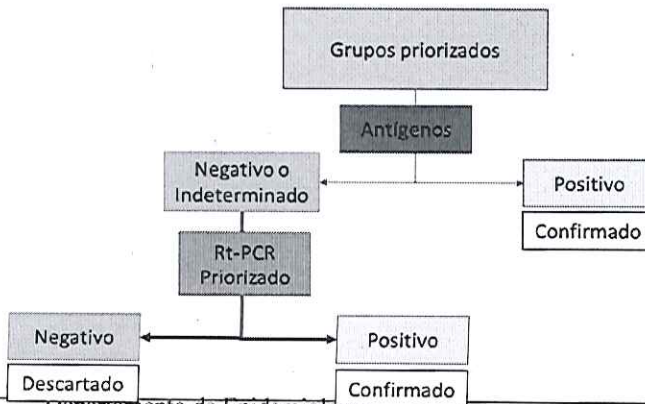 Grupos priorizados
Antígenos
Negativo o
Indeterminado
Positivo
Confirmado
Rt-PCR
Priorizado
Negativo
Descartado
Positivo
Confirmado